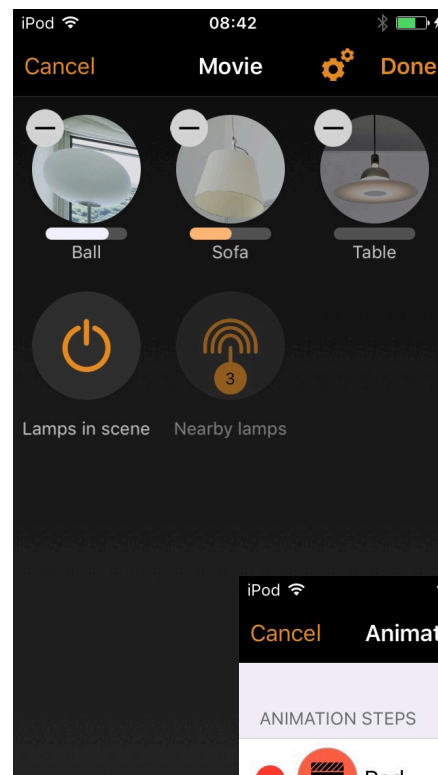 iPod 08:42
Cancel Movie Done
Ball Sofa Table
3
Lamps in scene Nearby lamps
iPod
Cancel Animat
ANIMATION STEPS